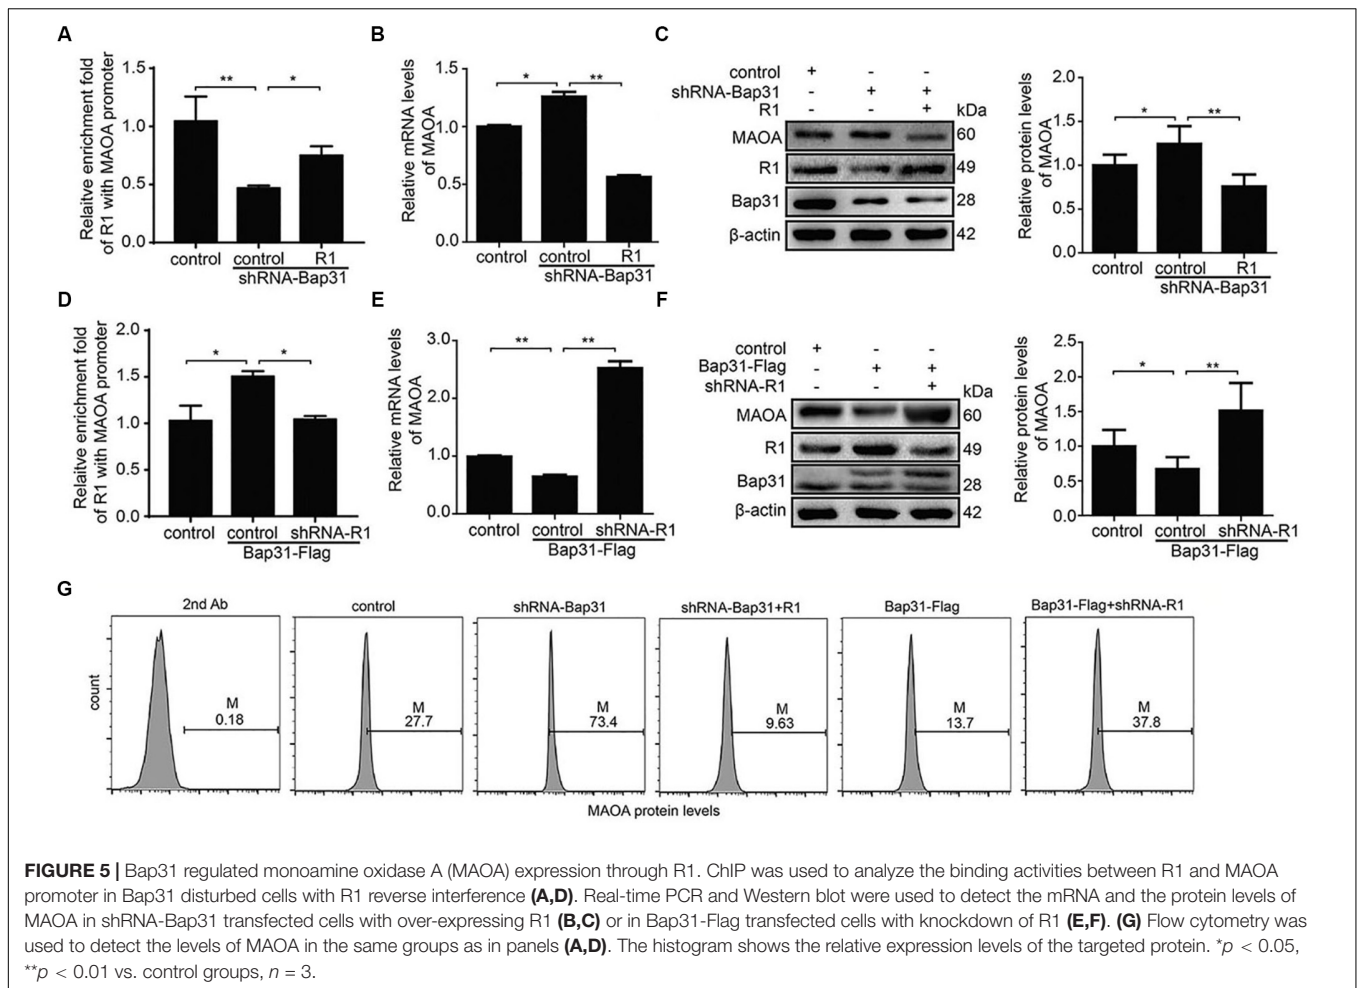 A
Relaitve enrichment fold
of R1 with MAOA promoter
1.5
1.0
0.5
0.0
**
*
control
control
R1
shRNA-Bap31
B
Relative mRNA levels
of MAOA
1.5
1.0
0.5
0.0
*
**
control
control
R1
shRNA-Bap31
C
control + - -
shRNA-Bap31 - + +
R1 - - +
kDa
MAOA 60
R1 49
Bap31 28
β-actin 42
Relative protein levels
of MAOA
2.0
1.5
1.0
0.5
0.0
*
**
control
control
R1
shRNA-Bap31
D
Relaitve enrichment fold
of R1 with MAOA promoter
2.0
1.5
1.0
0.5
0.0
*
*
control
control
shRNA-R1
Bap31-Flag
E
Relative mRNA levels
of MAOA
3.0
2.0
1.0
0.0
**
**
control
control
shRNA-R1
Bap31-Flag
F
control + - -
Bap31-Flag - + +
shRNA-R1 - - +
kDa
MAOA 60
R1 49
Bap31 28
β-actin 42
Relative protein levels
of MAOA
2.5
2.0
1.5
1.0
0.5
0.0
*
**
control
control
shRNA-R1
Bap31-Flag
G
count
2nd Ab
M
0.18
control
M
27.7
shRNA-Bap31
M
73.4
shRNA-Bap31+R1
M
9.63
Bap31-Flag
M
13.7
Bap31-Flag+shRNA-R1
M
37.8
MAOA protein levels
FIGURE 5 | Bap31 regulated monoamine oxidase A (MAOA) expression through R1. ChIP was used to analyze the binding activities between R1 and MAOA
promoter in Bap31 disturbed cells with R1 reverse interference (A,D). Real-time PCR and Western blot were used to detect the mRNA and the protein levels of
MAOA in shRNA-Bap31 transfected cells with over-expressing R1 (B,C) or in Bap31-Flag transfected cells with knockdown of R1 (E,F). (G) Flow cytometry was
used to detect the levels of MAOA in the same groups as in panels (A,D). The histogram shows the relative expression levels of the targeted protein. *p < 0.05,
**p < 0.01 vs. control groups, n = 3.